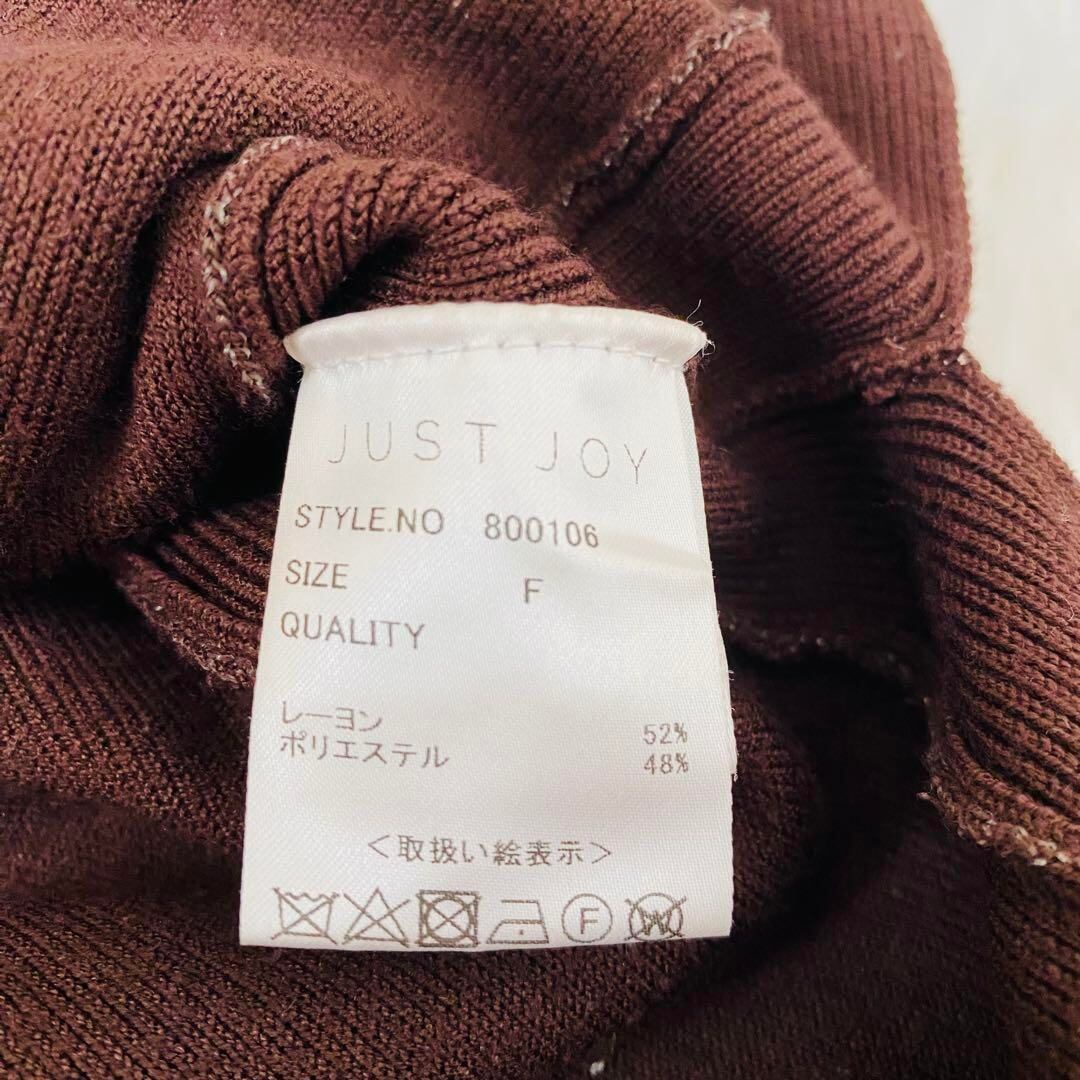 JUST JOY
STYLE.NO 800106
SIZE F
QUALITY
レーヨン 52%
ポリエステル 48%
<取扱い絵表示>
F W